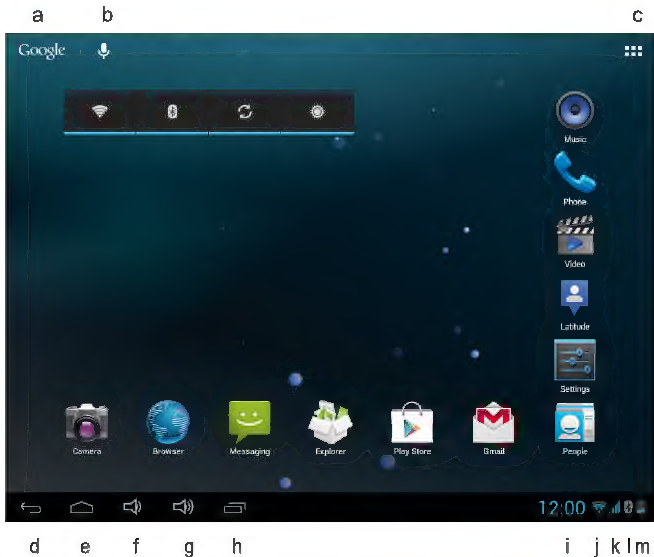 a b c
Google
Music
Phone
Video
Latitude
Settings
Camera Browser Messaging Explorer Play Store Gmail People
12:00
d e f g h i j k l m